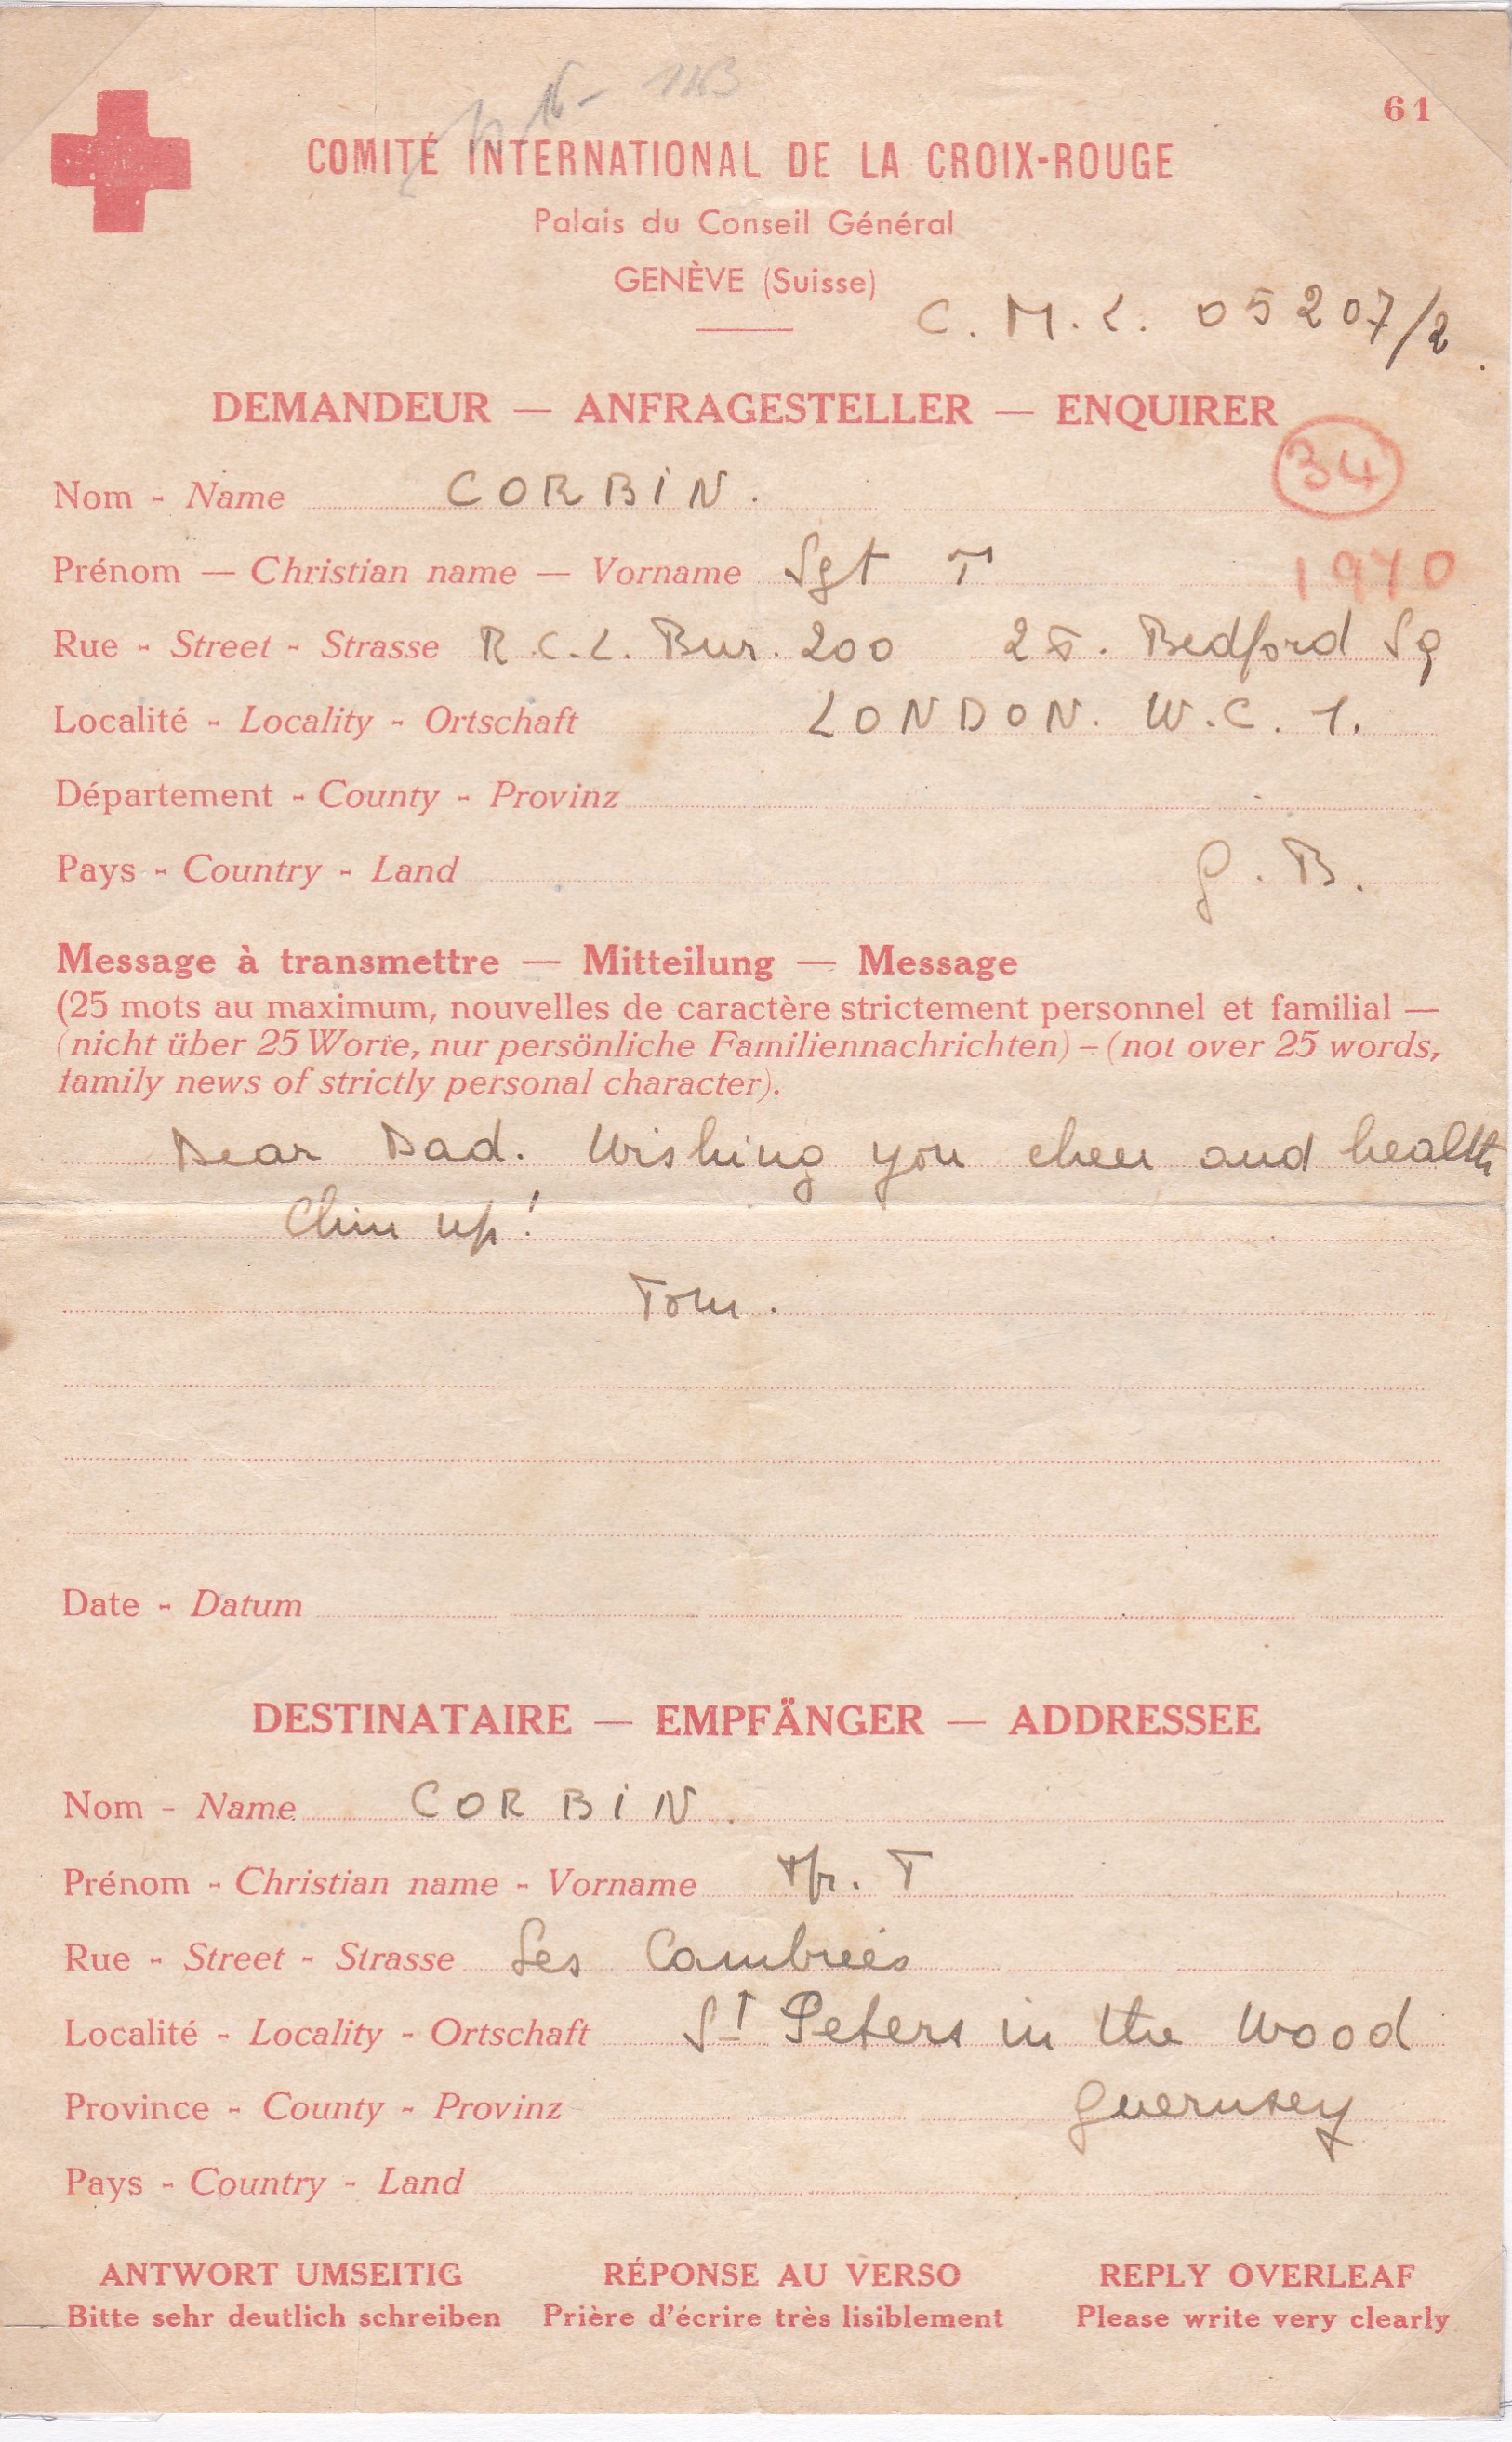 61
COMITÉ INTERNATIONAL DE LA CROIX-ROUGE
Palais du Conseil Général
GENÈVE (Suisse)
C. M. L. 05207/2.
DEMANDEUR — ANFRAGESTELLER — ENQUIRER
34
Nom - Name CORBIN.
Prénom — Christian name — Vorname Sgt T
1940
Rue - Street - Strasse R.C.L. Bur. 200 Bedford Sq
Localité - Locality - Ortschaft LONDON. W.C.1.
Département - County - Provinz
Pays - Country - Land G. B.
Message à transmettre — Mitteilung — Message
(25 mots au maximum, nouvelles de caractère strictement personnel et familial —
(nicht über 25 Worte, nur persönliche Familiennachrichten) – (not over 25 words,
family news of strictly personal character).
Dear Dad. Wishing you cheer and health
Chin up!
Tom.
Date - Datum
DESTINATAIRE — EMPFÄNGER — ADDRESSEE
Nom - Name CORBIN.
Prénom - Christian name - Vorname Mr. T
Rue - Street - Strasse Les Cambrées
Localité - Locality - Ortschaft St Peters in the Wood
Province - County - Provinz Guernsey
Pays - Country - Land
ANTWORT UMSEITIG RÉPONSE AU VERSO REPLY OVERLEAF
Bitte sehr deutlich schreiben Prière d'écrire très lisiblement Please write very clearly